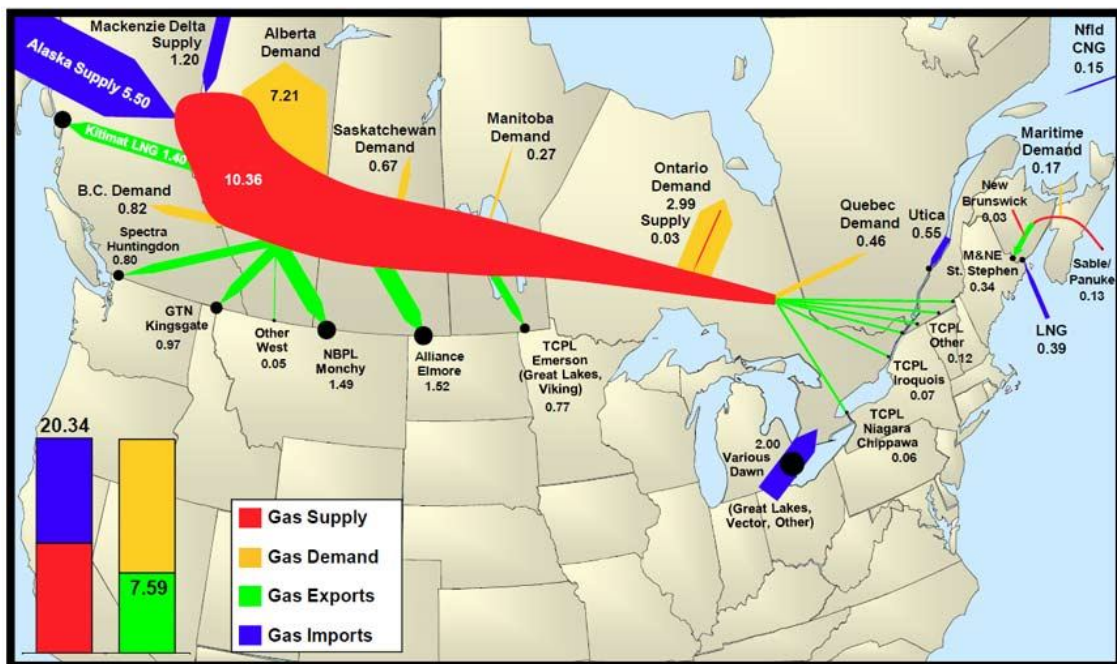 Mackenzie Delta
Supply
1.20
Alberta
Demand
7.21
Alaska Supply 5.50
Nfld
CNG
0.15
Kitimat LNG 1.40
10.36
Saskatchewan
Demand
0.67
Manitoba
Demand
0.27
Maritime
Demand
0.17
B.C. Demand
0.82
Ontario
Demand
2.99
Supply
0.03
Quebec
Demand
0.46
Utica
0.55
New
Brunswick
0.03
Spectra
Huntingdon
0.80
M&NE
St. Stephen
0.34
Sable/
Panuke
0.13
GTN
Kingsgate
0.97
Other
West
0.05
NBPL
Monchy
1.49
Alliance
Elmore
1.52
TCPL
Emerson
(Great Lakes,
Viking)
0.77
TCPL
Other
0.12
LNG
0.39
TCPL
Iroquois
0.07
TCPL
Niagara
Chippawa
0.06
2.00
Various
Dawn
(Great Lakes,
Vector, Other)
20.34
7.59
Gas Supply
Gas Demand
Gas Exports
Gas Imports